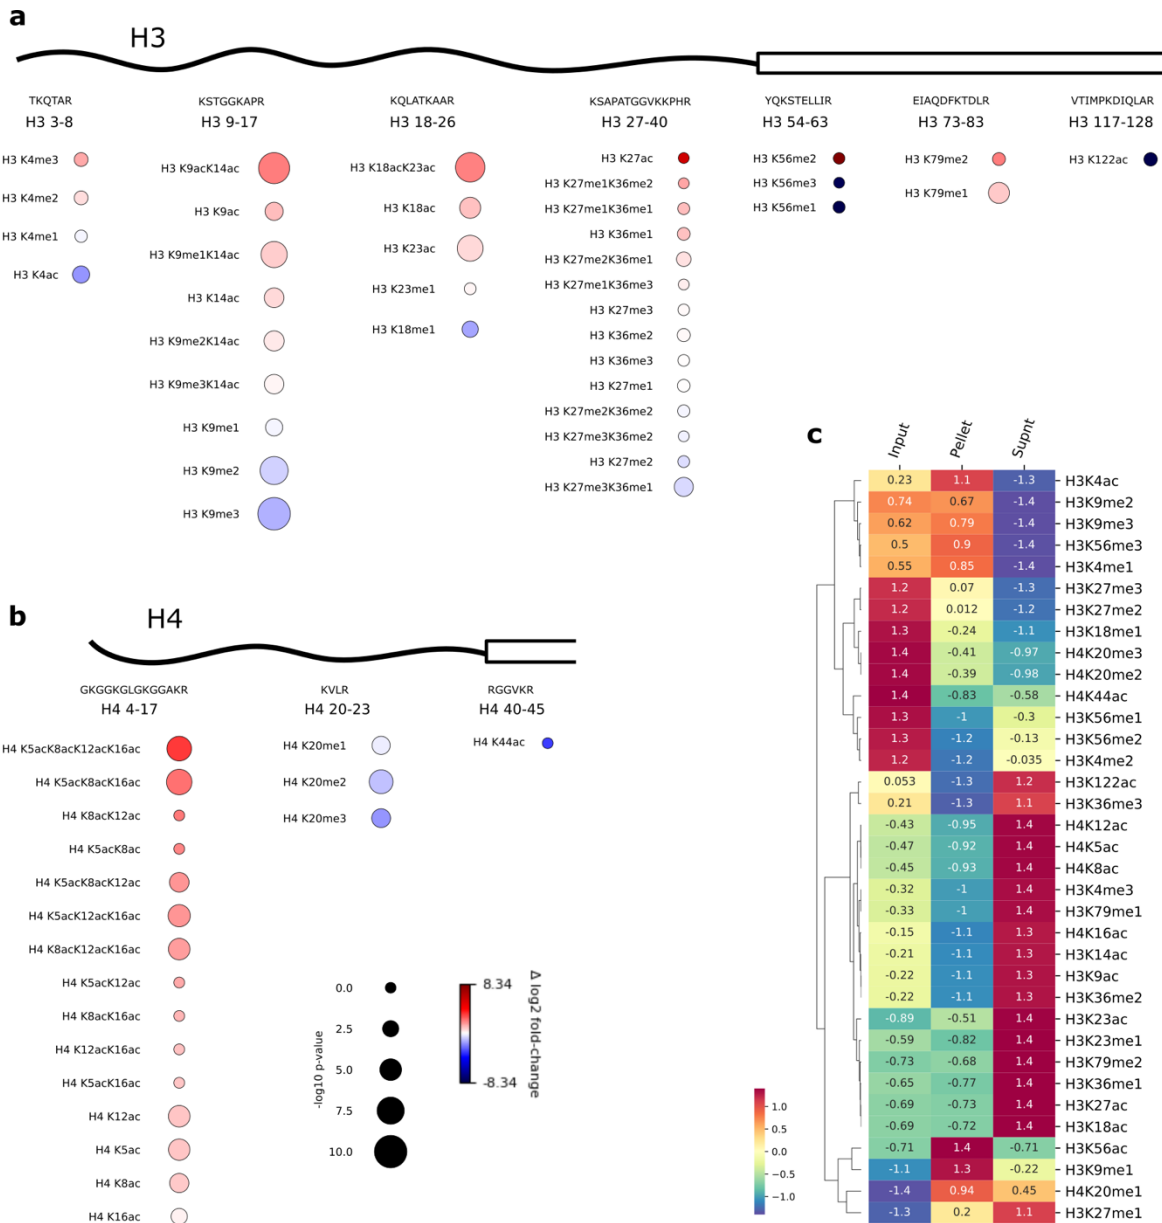 a
H3
TKQTAR
H3 3-8
H3 K4me3
H3 K4me2
H3 K4me1
H3 K4ac
KSTGGKAPR
H3 9-17
H3 K9acK14ac
H3 K9ac
H3 K9me1K14ac
H3 K14ac
H3 K9me2K14ac
H3 K9me3K14ac
H3 K9me1
H3 K9me2
H3 K9me3
KQLATKAAR
H3 18-26
H3 K18acK23ac
H3 K18ac
H3 K23ac
H3 K23me1
H3 K18me1
KSAPATGGVKKPHR
H3 27-40
H3 K27ac
H3 K27me1K36me2
H3 K27me1K36me1
H3 K36me1
H3 K27me2K36me1
H3 K27me1K36me3
H3 K27me3
H3 K36me2
H3 K36me3
H3 K27me1
H3 K27me2K36me2
H3 K27me3K36me2
H3 K27me2
H3 K27me3K36me1
YQKSTELLIR
H3 54-63
H3 K56me2
H3 K56me3
H3 K56me1
EIAQDFKTDLR
H3 73-83
H3 K79me2
H3 K79me1
VTIMPKDIQLAR
H3 117-128
H3 K122ac
b
H4
GKGGKGLGKGGAKR
H4 4-17
H4 K5acK8acK12acK16ac
H4 K5acK8acK16ac
H4 K8acK12ac
H4 K5acK8ac
H4 K5acK8acK12ac
H4 K5acK12acK16ac
H4 K8acK12acK16ac
H4 K5acK12ac
H4 K8acK16ac
H4 K12acK16ac
H4 K5acK16ac
H4 K12ac
H4 K5ac
H4 K8ac
H4 K16ac
KVLR
H4 20-23
H4 K20me1
H4 K20me2
H4 K20me3
RGGVKR
H4 40-45
H4 K44ac
-log10 p-value
0.0
2.5
5.0
7.5
10.0
8.34
-8.34
Δ log2 fold-change
c
Input Pellet Supnt
0.23 1.1 -1.3 H3K4ac
0.74 0.67 -1.4 H3K9me2
0.62 0.79 -1.4 H3K9me3
0.5 0.9 -1.4 H3K56me3
0.55 0.85 -1.4 H3K4me1
1.2 0.07 -1.3 H3K27me3
1.2 0.012 -1.2 H3K27me2
1.3 -0.24 -1.1 H3K18me1
1.4 -0.41 -0.97 H4K20me3
1.4 -0.39 -0.98 H4K20me2
1.4 -0.83 -0.58 H4K44ac
1.3 -1 -0.3 H3K56me1
1.3 -1.2 -0.13 H3K56me2
1.2 -1.2 -0.035 H3K4me2
0.053 -1.3 1.2 H3K122ac
0.21 -1.3 1.1 H3K36me3
-0.43 -0.95 1.4 H4K12ac
-0.47 -0.92 1.4 H4K5ac
-0.45 -0.93 1.4 H4K8ac
-0.32 -1 1.4 H3K4me3
-0.33 -1 1.4 H3K79me1
-0.15 -1.1 1.3 H4K16ac
-0.21 -1.1 1.3 H3K14ac
-0.22 -1.1 1.3 H3K9ac
-0.22 -1.1 1.3 H3K36me2
-0.89 -0.51 1.4 H3K23ac
-0.59 -0.82 1.4 H3K23me1
-0.73 -0.68 1.4 H3K79me2
-0.65 -0.77 1.4 H3K36me1
-0.69 -0.73 1.4 H3K27ac
-0.69 -0.72 1.4 H3K18ac
-0.71 1.4 -0.71 H3K56ac
-1.1 1.3 -0.22 H3K9me1
-1.4 0.94 0.45 H4K20me1
-1.3 0.2 1.1 H3K27me1
1.0
0.5
0.0
−0.5
−1.0